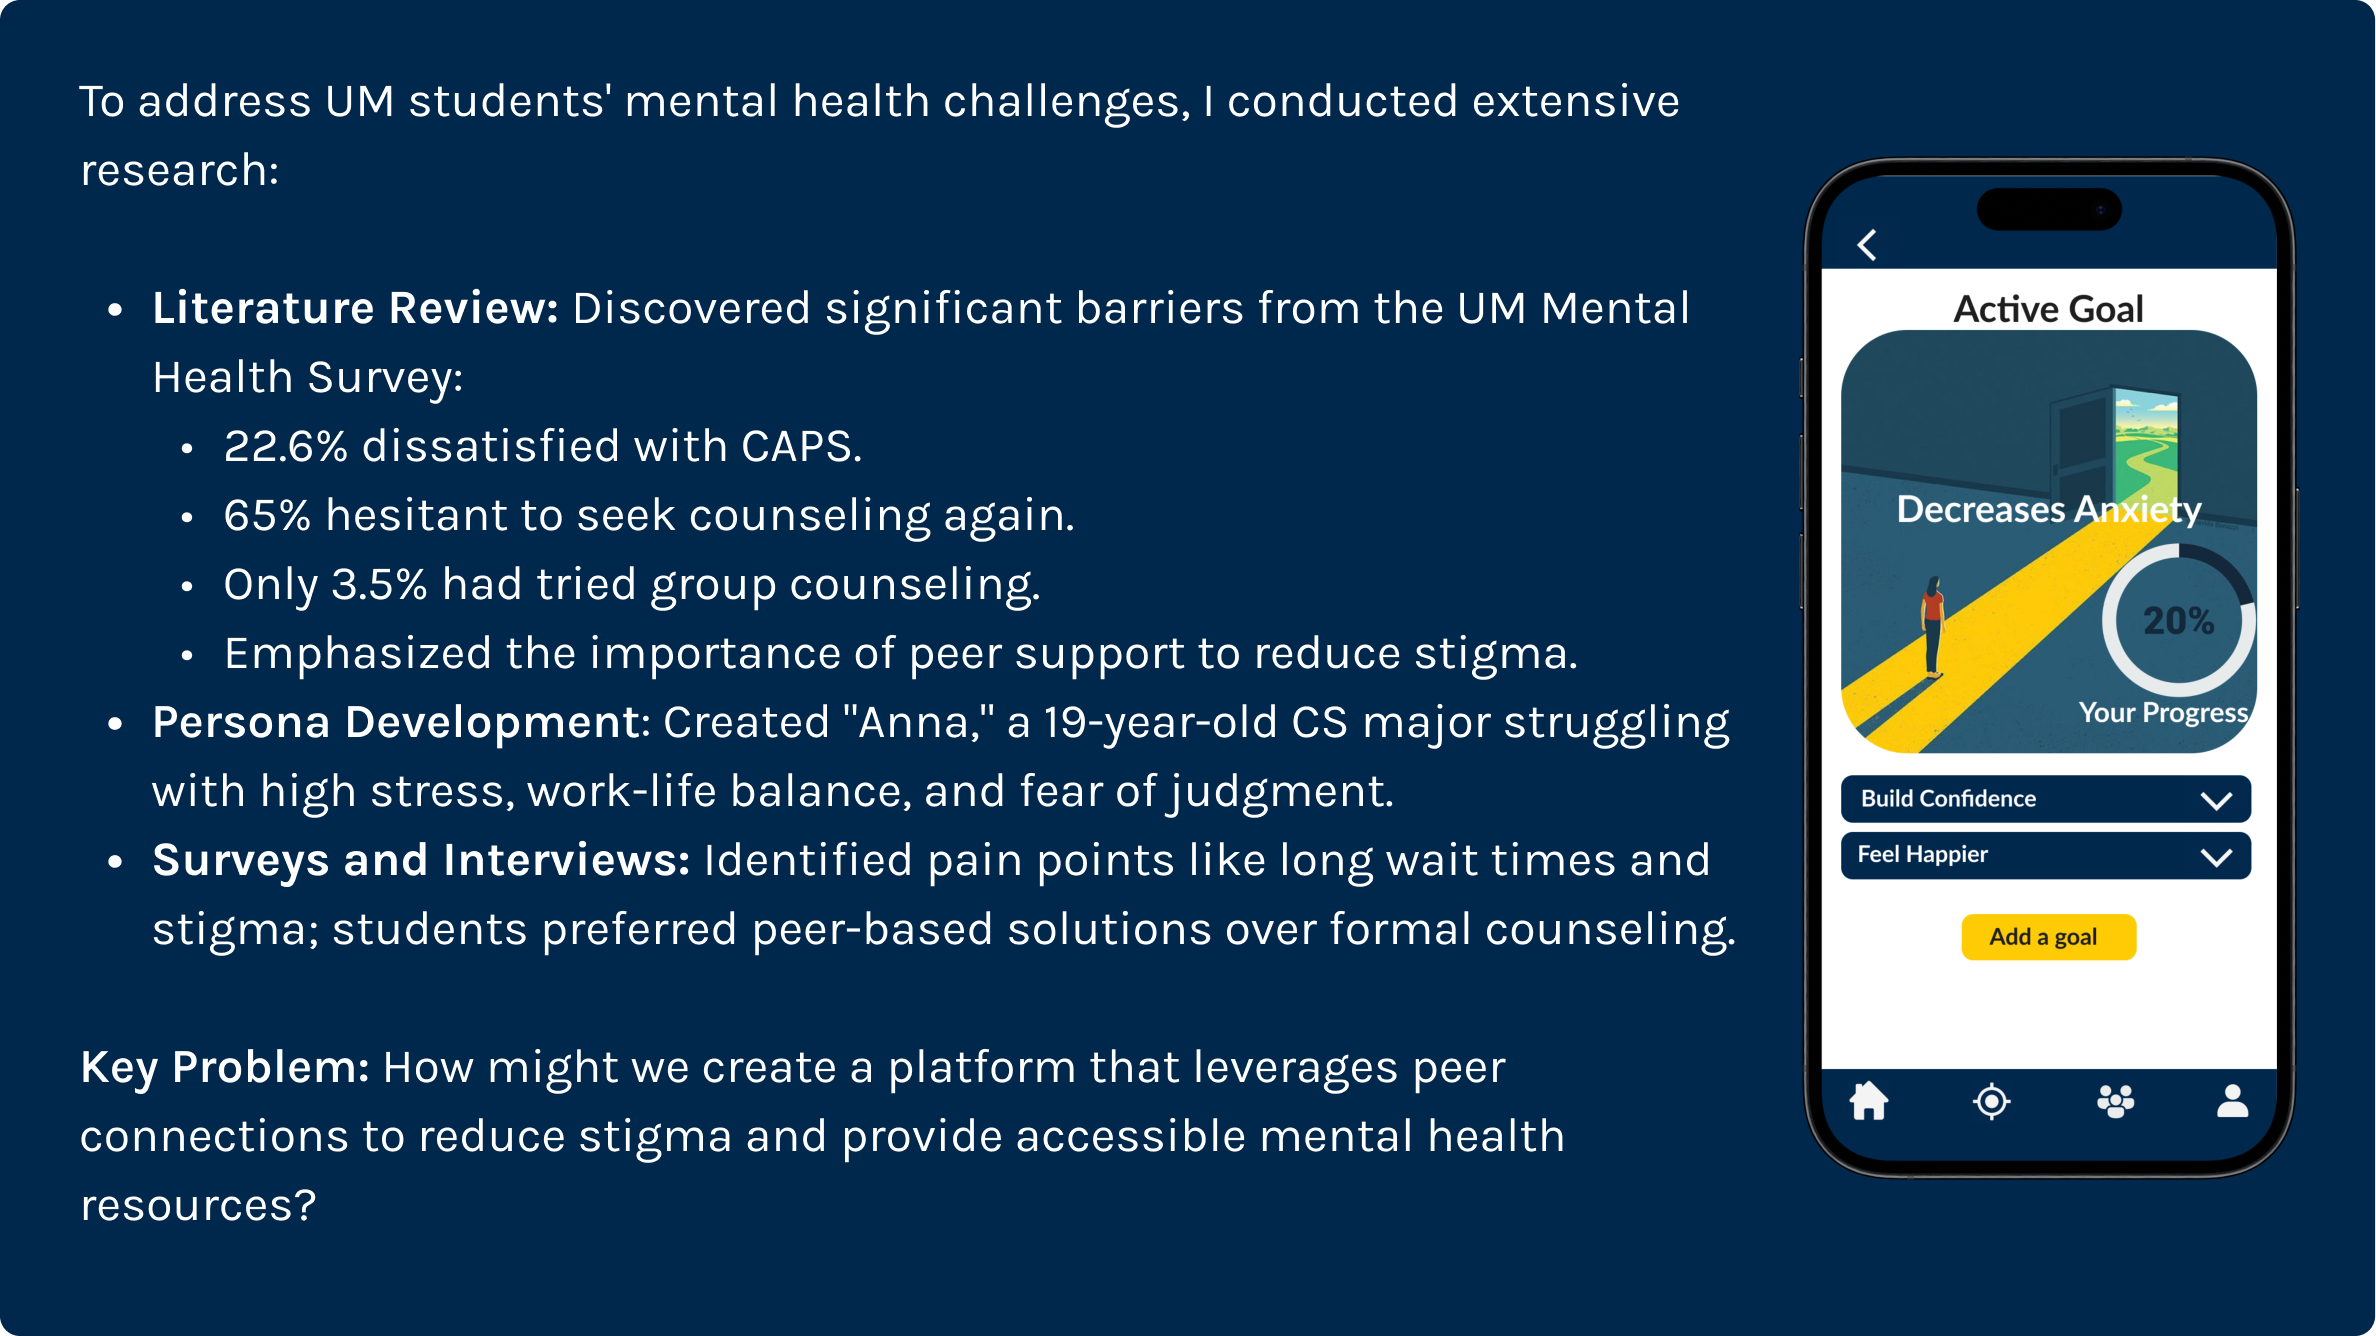 To address UM students' mental health challenges, I conducted extensive
research:
• Literature Review: Discovered significant barriers from the UM Mental
Health Survey:
• 22.6% dissatisfied with CAPS.
• 65% hesitant to seek counseling again.
• Only 3.5% had tried group counseling.
• Emphasized the importance of peer support to reduce stigma.
• Persona Development: Created "Anna," a 19-year-old CS major struggling
with high stress, work-life balance, and fear of judgment.
• Surveys and Interviews: Identified pain points like long wait times and
stigma; students preferred peer-based solutions over formal counseling.
Key Problem: How might we create a platform that leverages peer
connections to reduce stigma and provide accessible mental health
resources?
Active Goal
Decreases Anxiety
20%
Your Progress
Build Confidence
Feel Happier
Add a goal